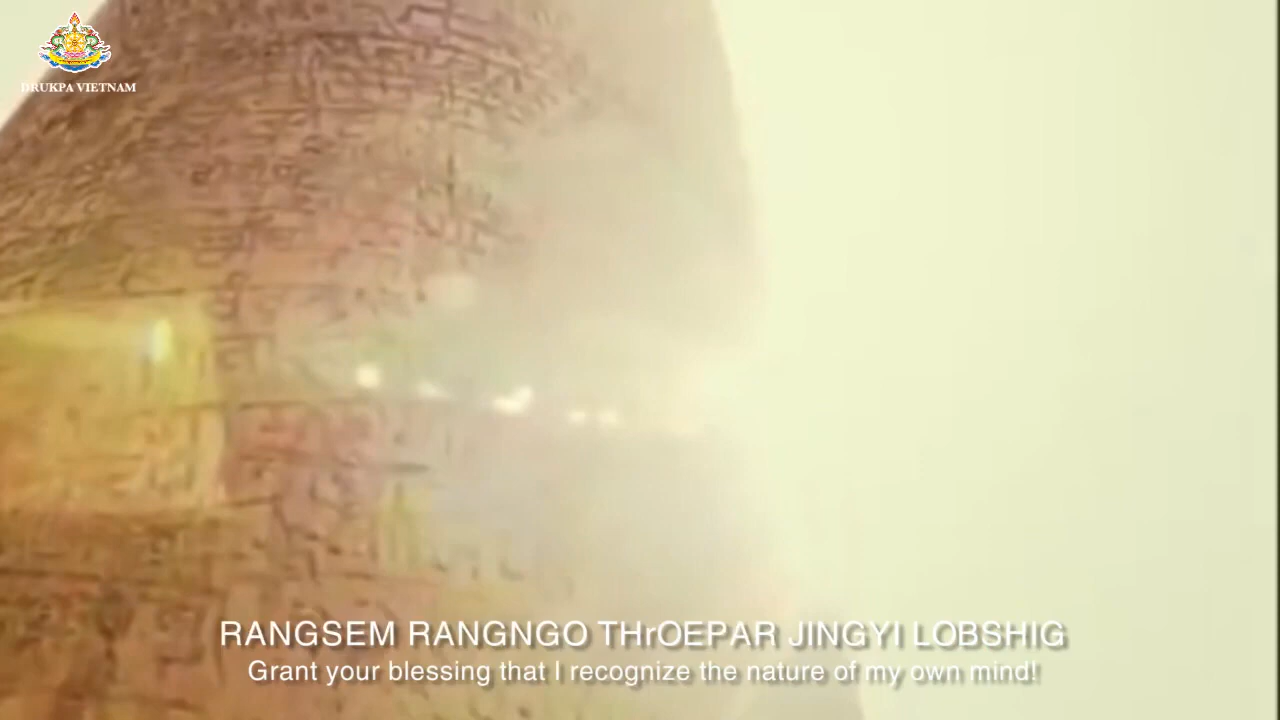 DRUKPA VIETNAM
RANGSEM RANGNGO THrOEPAR JINGYI LOBSHIG
Grant your blessing that I recognize the nature of my own mind!